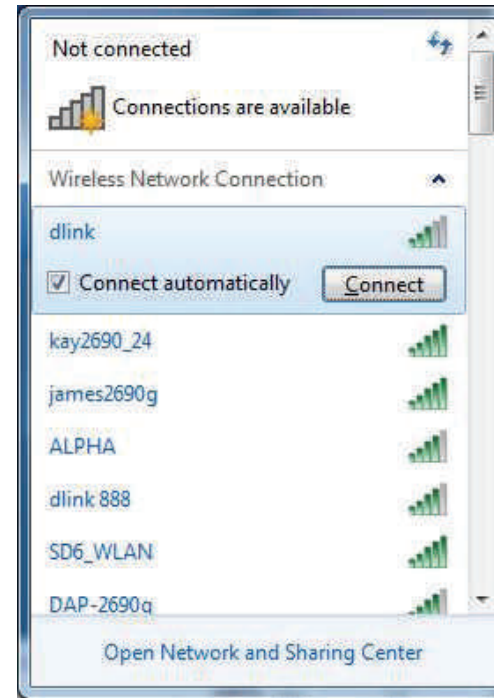 Not connected
Connections are available
Wireless Network Connection
dlink
Connect automatically Connect
kay2690_24
james2690g
ALPHA
dlink 888
SD6_WLAN
DAP-2690g
Open Network and Sharing Center